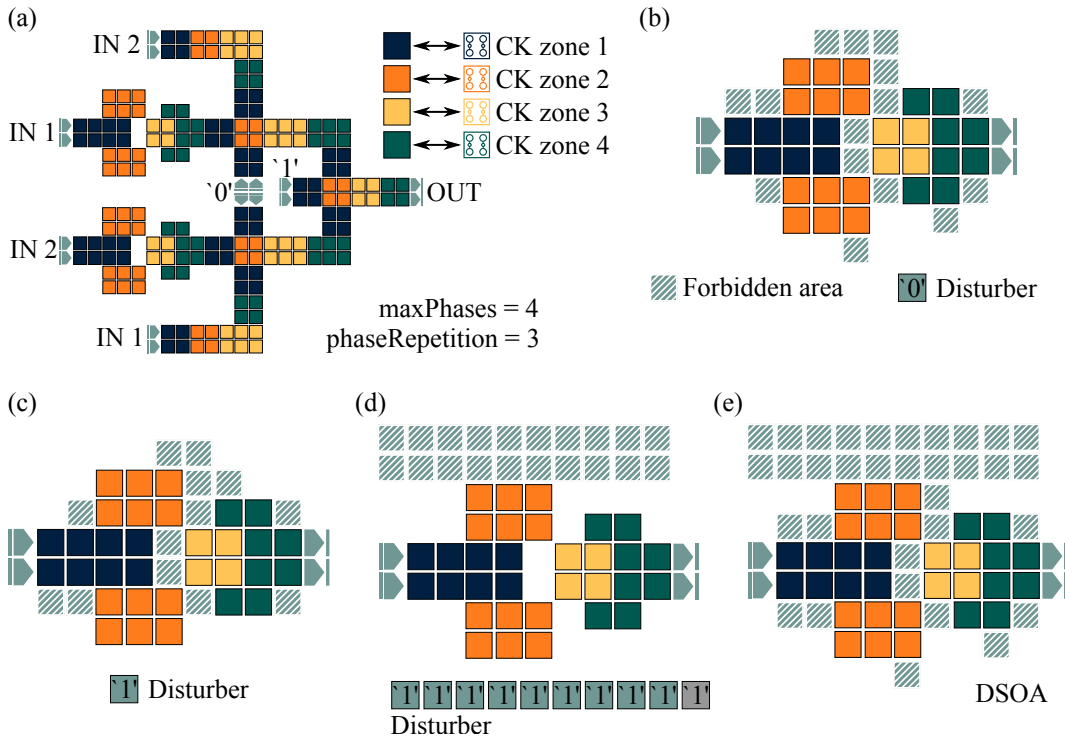 (a)
IN 2
IN 1
IN 2
IN 1
`0'
`1'
OUT
CK zone 1
CK zone 2
CK zone 3
CK zone 4
maxPhases = 4
phaseRepetition = 3
(b)
Forbidden area
`0' Disturber
(c)
`1' Disturber
(d)
`1' `1' `1' `1' `1' `1' `1' `1' `1' `1'
Disturber
(e)
DSOA